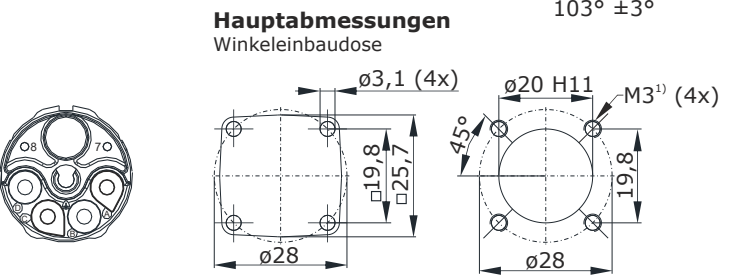 103° ±3°
Hauptabmessungen
Winkeleinbaudose
ø3,1 (4x)
ø20 H11
M3¹⁾ (4x)
45°
8
7
□19,8
□25,7
19,8
D
A
C
B
ø28
ø28